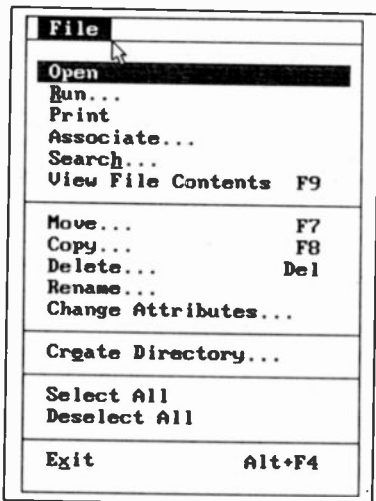 File
Open
Run...
Print
Associate...
Search...
View File Contents F9
Move... F7
Copy... F8
Delete... Del
Rename...
Change Attributes...
Create Directory...
Select All
Deselect All
Exit Alt+F4